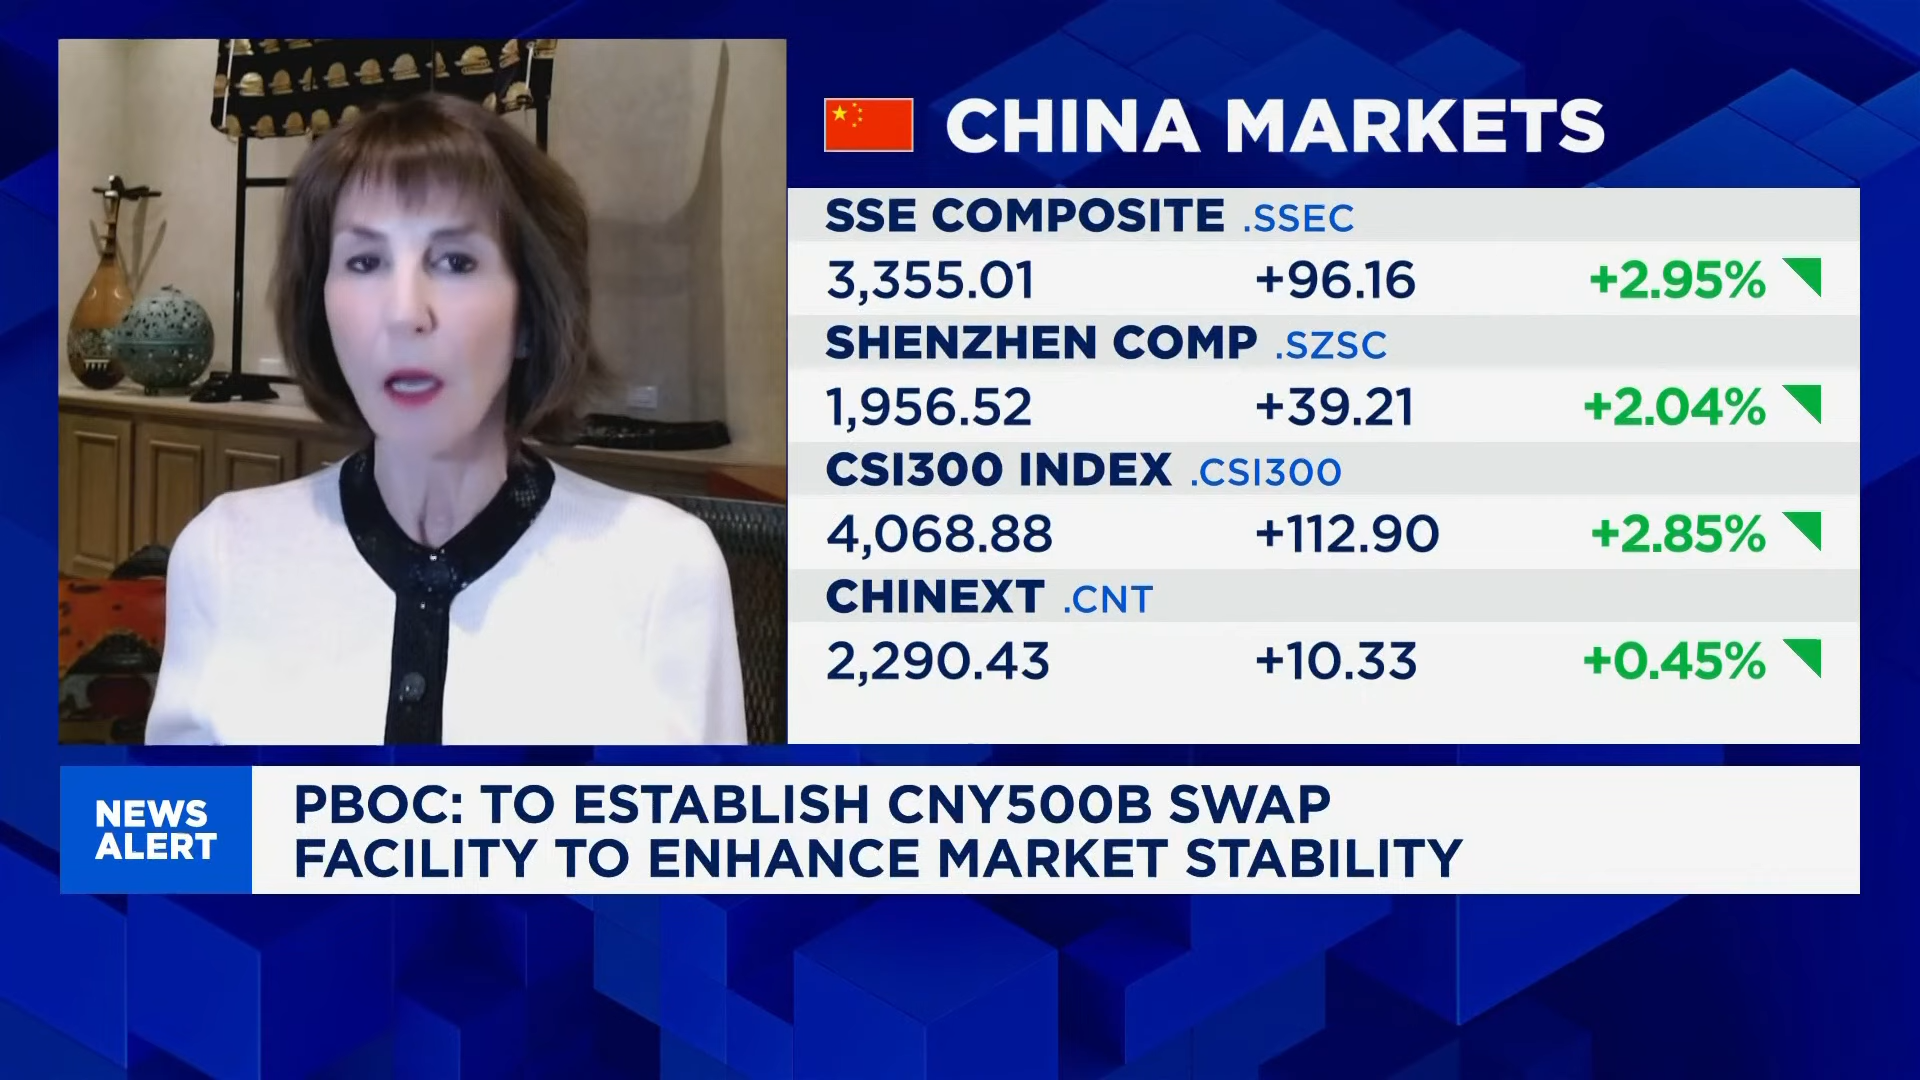 CHINA MARKETS
SSE COMPOSITE .SSEC
3,355.01 +96.16 +2.95%
SHENZHEN COMP .SZSC
1,956.52 +39.21 +2.04%
CSI300 INDEX .CSI300
4,068.88 +112.90 +2.85%
CHINEXT .CNT
2,290.43 +10.33 +0.45%
NEWS
ALERT
PBOC: TO ESTABLISH CNY500B SWAP
FACILITY TO ENHANCE MARKET STABILITY